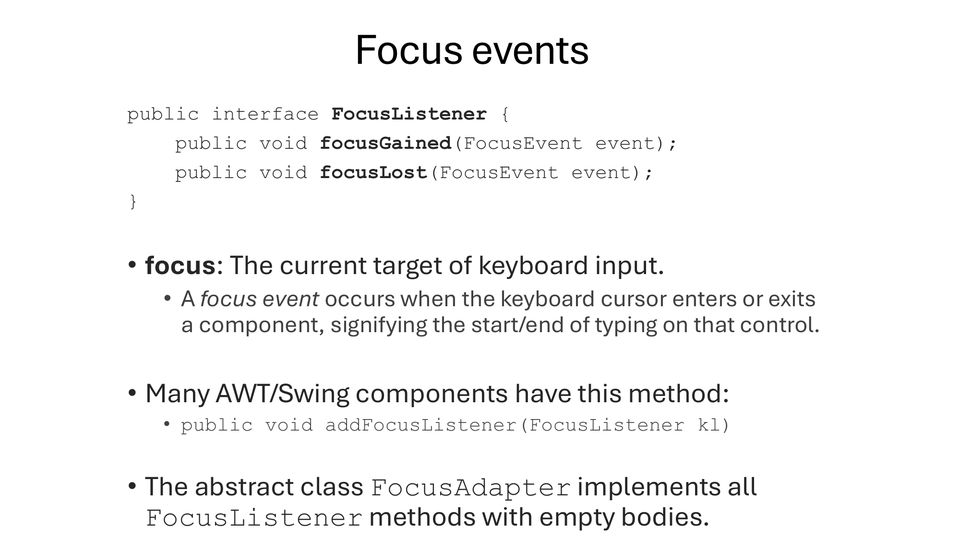 Focus events
public interface FocusListener {
    public void focusGained(FocusEvent event);
    public void focusLost(FocusEvent event);
}
• focus: The current target of keyboard input.
• A focus event occurs when the keyboard cursor enters or exits
a component, signifying the start/end of typing on that control.
• Many AWT/Swing components have this method:
• public void addFocusListener(FocusListener kl)
• The abstract class FocusAdapter implements all
FocusListener methods with empty bodies.